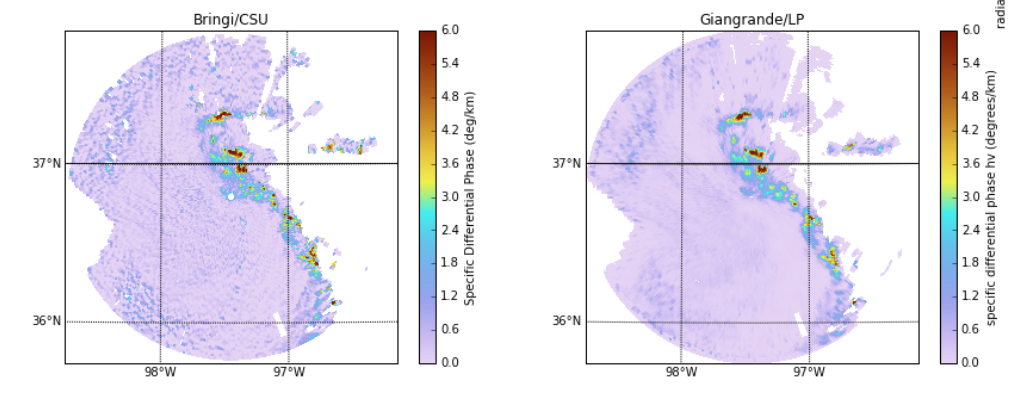 Bringi/CSU
6.0
5.4
4.8
4.2
3.6
3.0
2.4
1.8
1.2
0.6
0.0
Specific Differential Phase (deg/km)
37°N
36°N
98°W 97°W
Giangrande/LP
6.0
5.4
4.8
4.2
3.6
3.0
2.4
1.8
1.2
0.6
0.0
specific differential phase hv (degrees/km)
37°N
36°N
98°W 97°W
radia